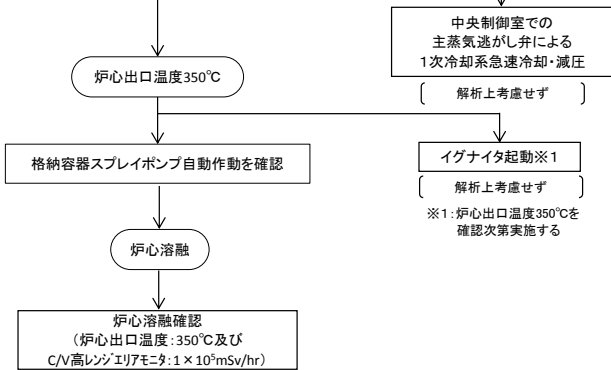 中央制御室での
主蒸気逃がし弁による
1次冷却系急速冷却・減圧
解析上考慮せず
炉心出口温度350℃
格納容器スプレイポンプ自動作動を確認
イグナイタ起動※1
解析上考慮せず
※1:炉心出口温度350℃を
確認次第実施する
炉心溶融
炉心溶融確認
(炉心出口温度:350℃及び
C/V高レンジエリアモニタ:1×10⁵mSv/hr)